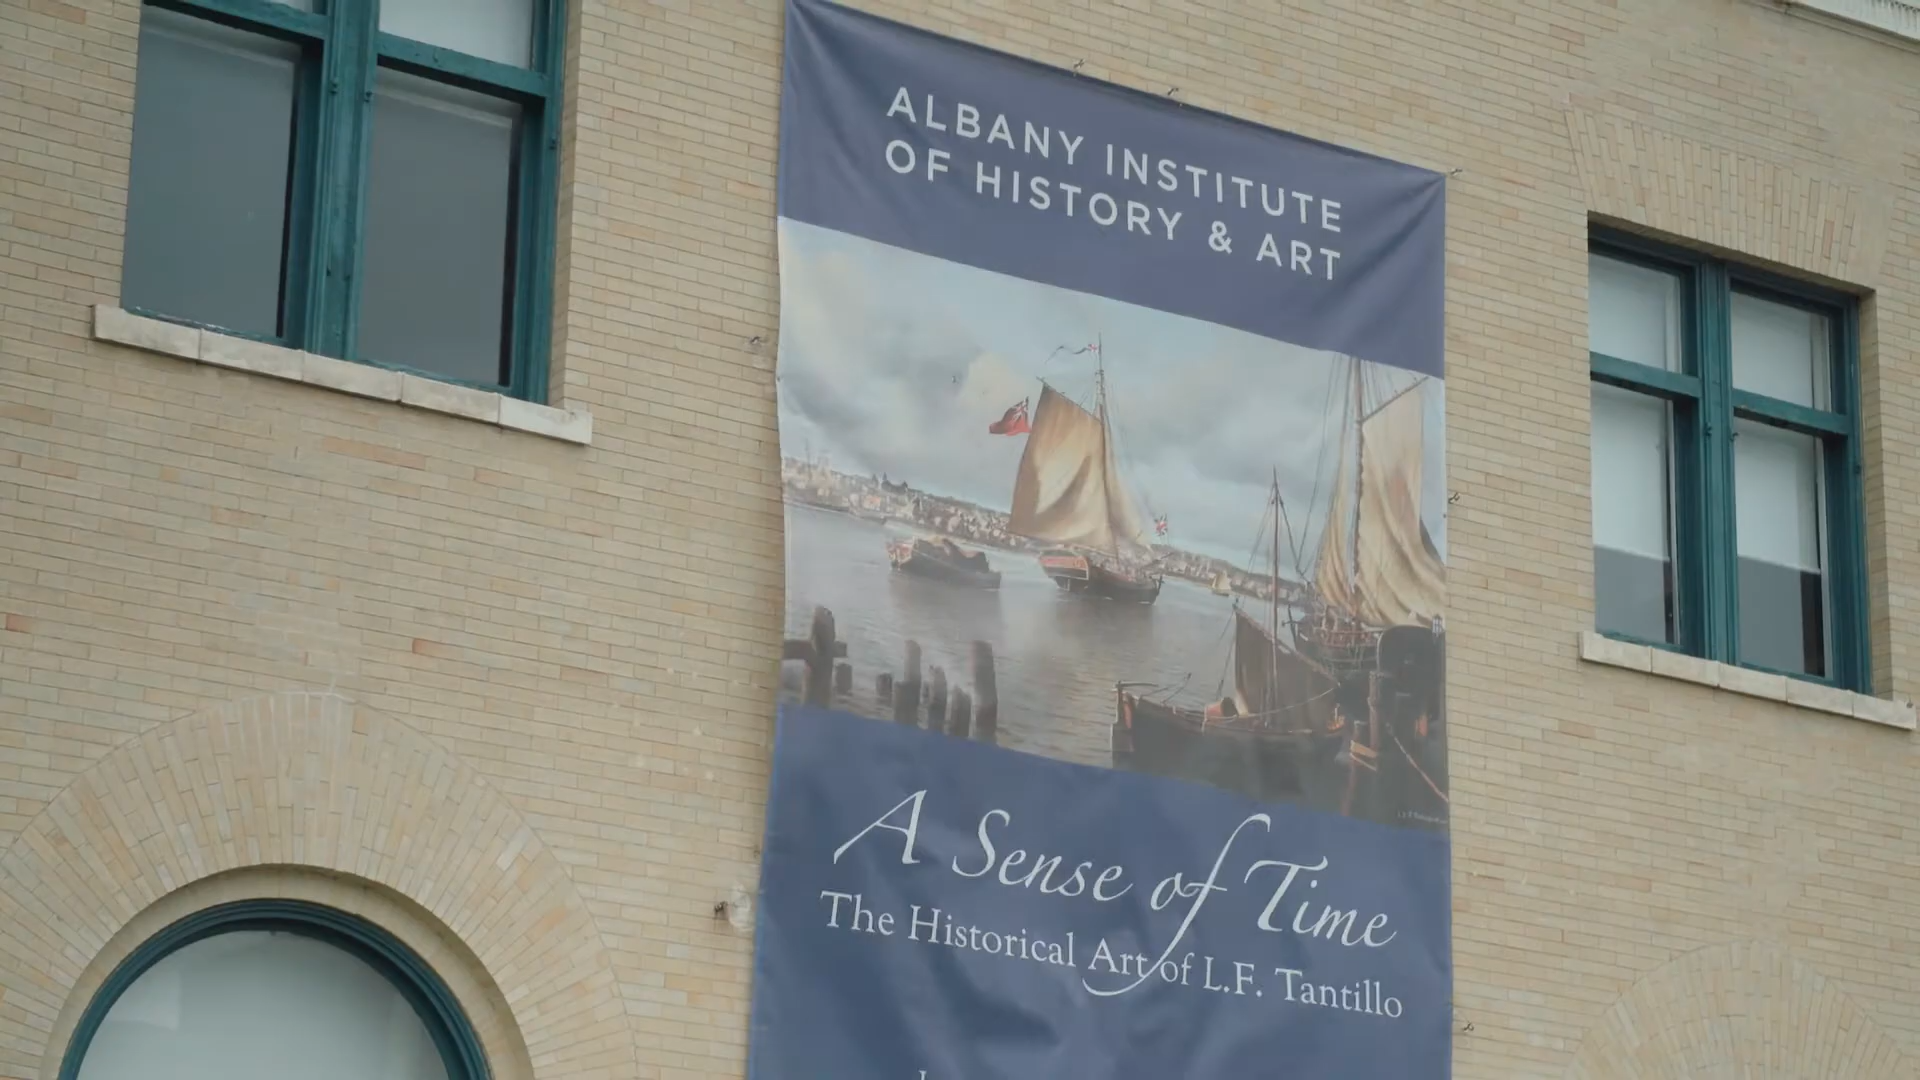 ALBANY INSTITUTE
OF HISTORY & ART
A Sense of Time
The Historical Art of L.F. Tantillo